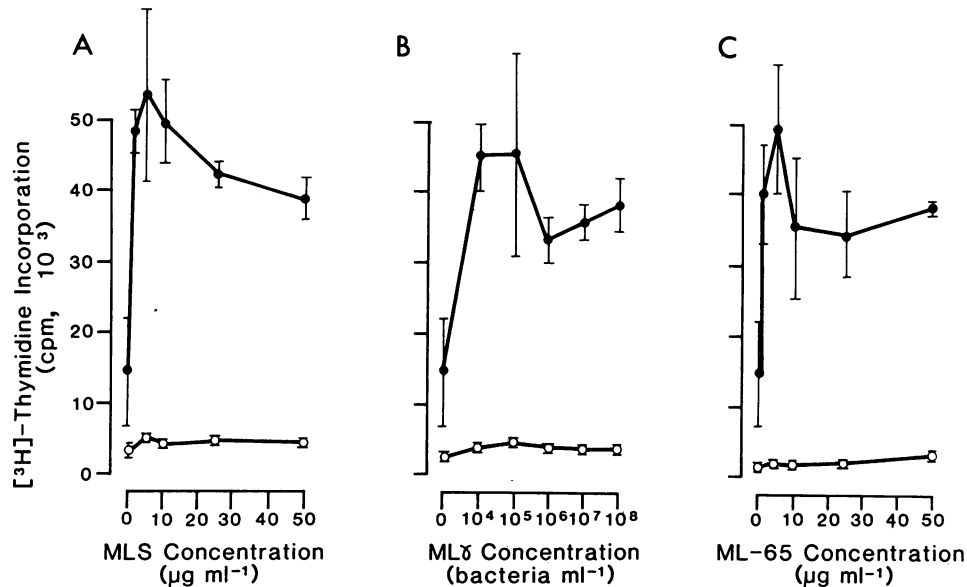 A
B
C
[³H]-Thymidine Incorporation
(cpm, 10 ³)
50
40
30
20
10
0
0 10 20 30 40 50
MLS Concentration
(µg ml⁻¹)
0 10⁴ 10⁵ 10⁶ 10⁷ 10⁸
MLɣ Concentration
(bacteria ml⁻¹)
0 10 20 30 40 50
ML-65 Concentration
(µg ml⁻¹)